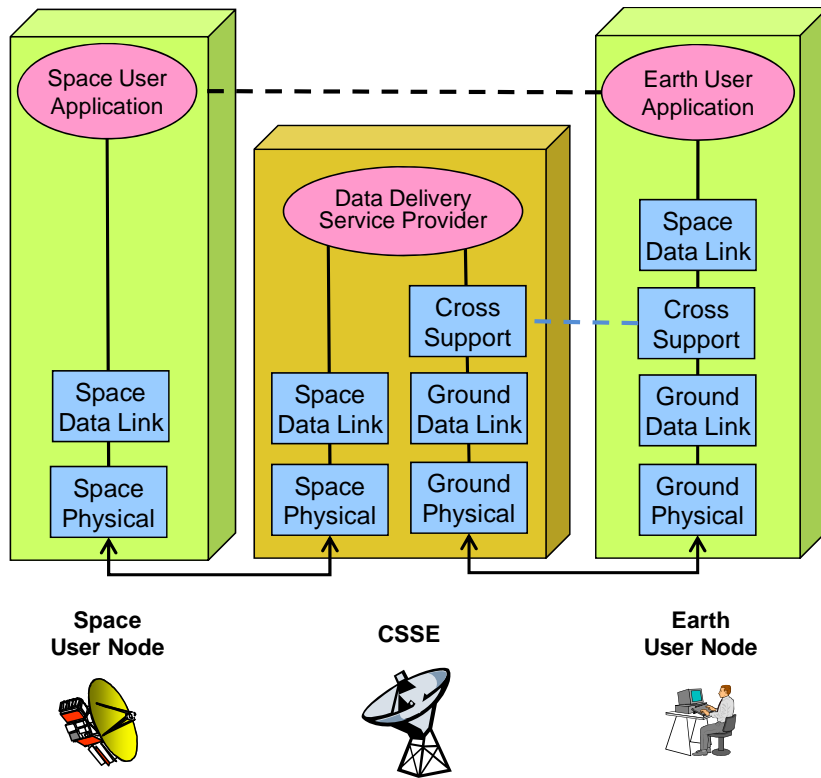 Space User
Application
Earth User
Application
Data Delivery
Service Provider
Space
Data Link
Cross
Support
Cross
Support
Space
Data Link
Space
Data Link
Ground
Data Link
Ground
Data Link
Space
Physical
Space
Physical
Ground
Physical
Ground
Physical
Space
User Node
CSSE
Earth
User Node